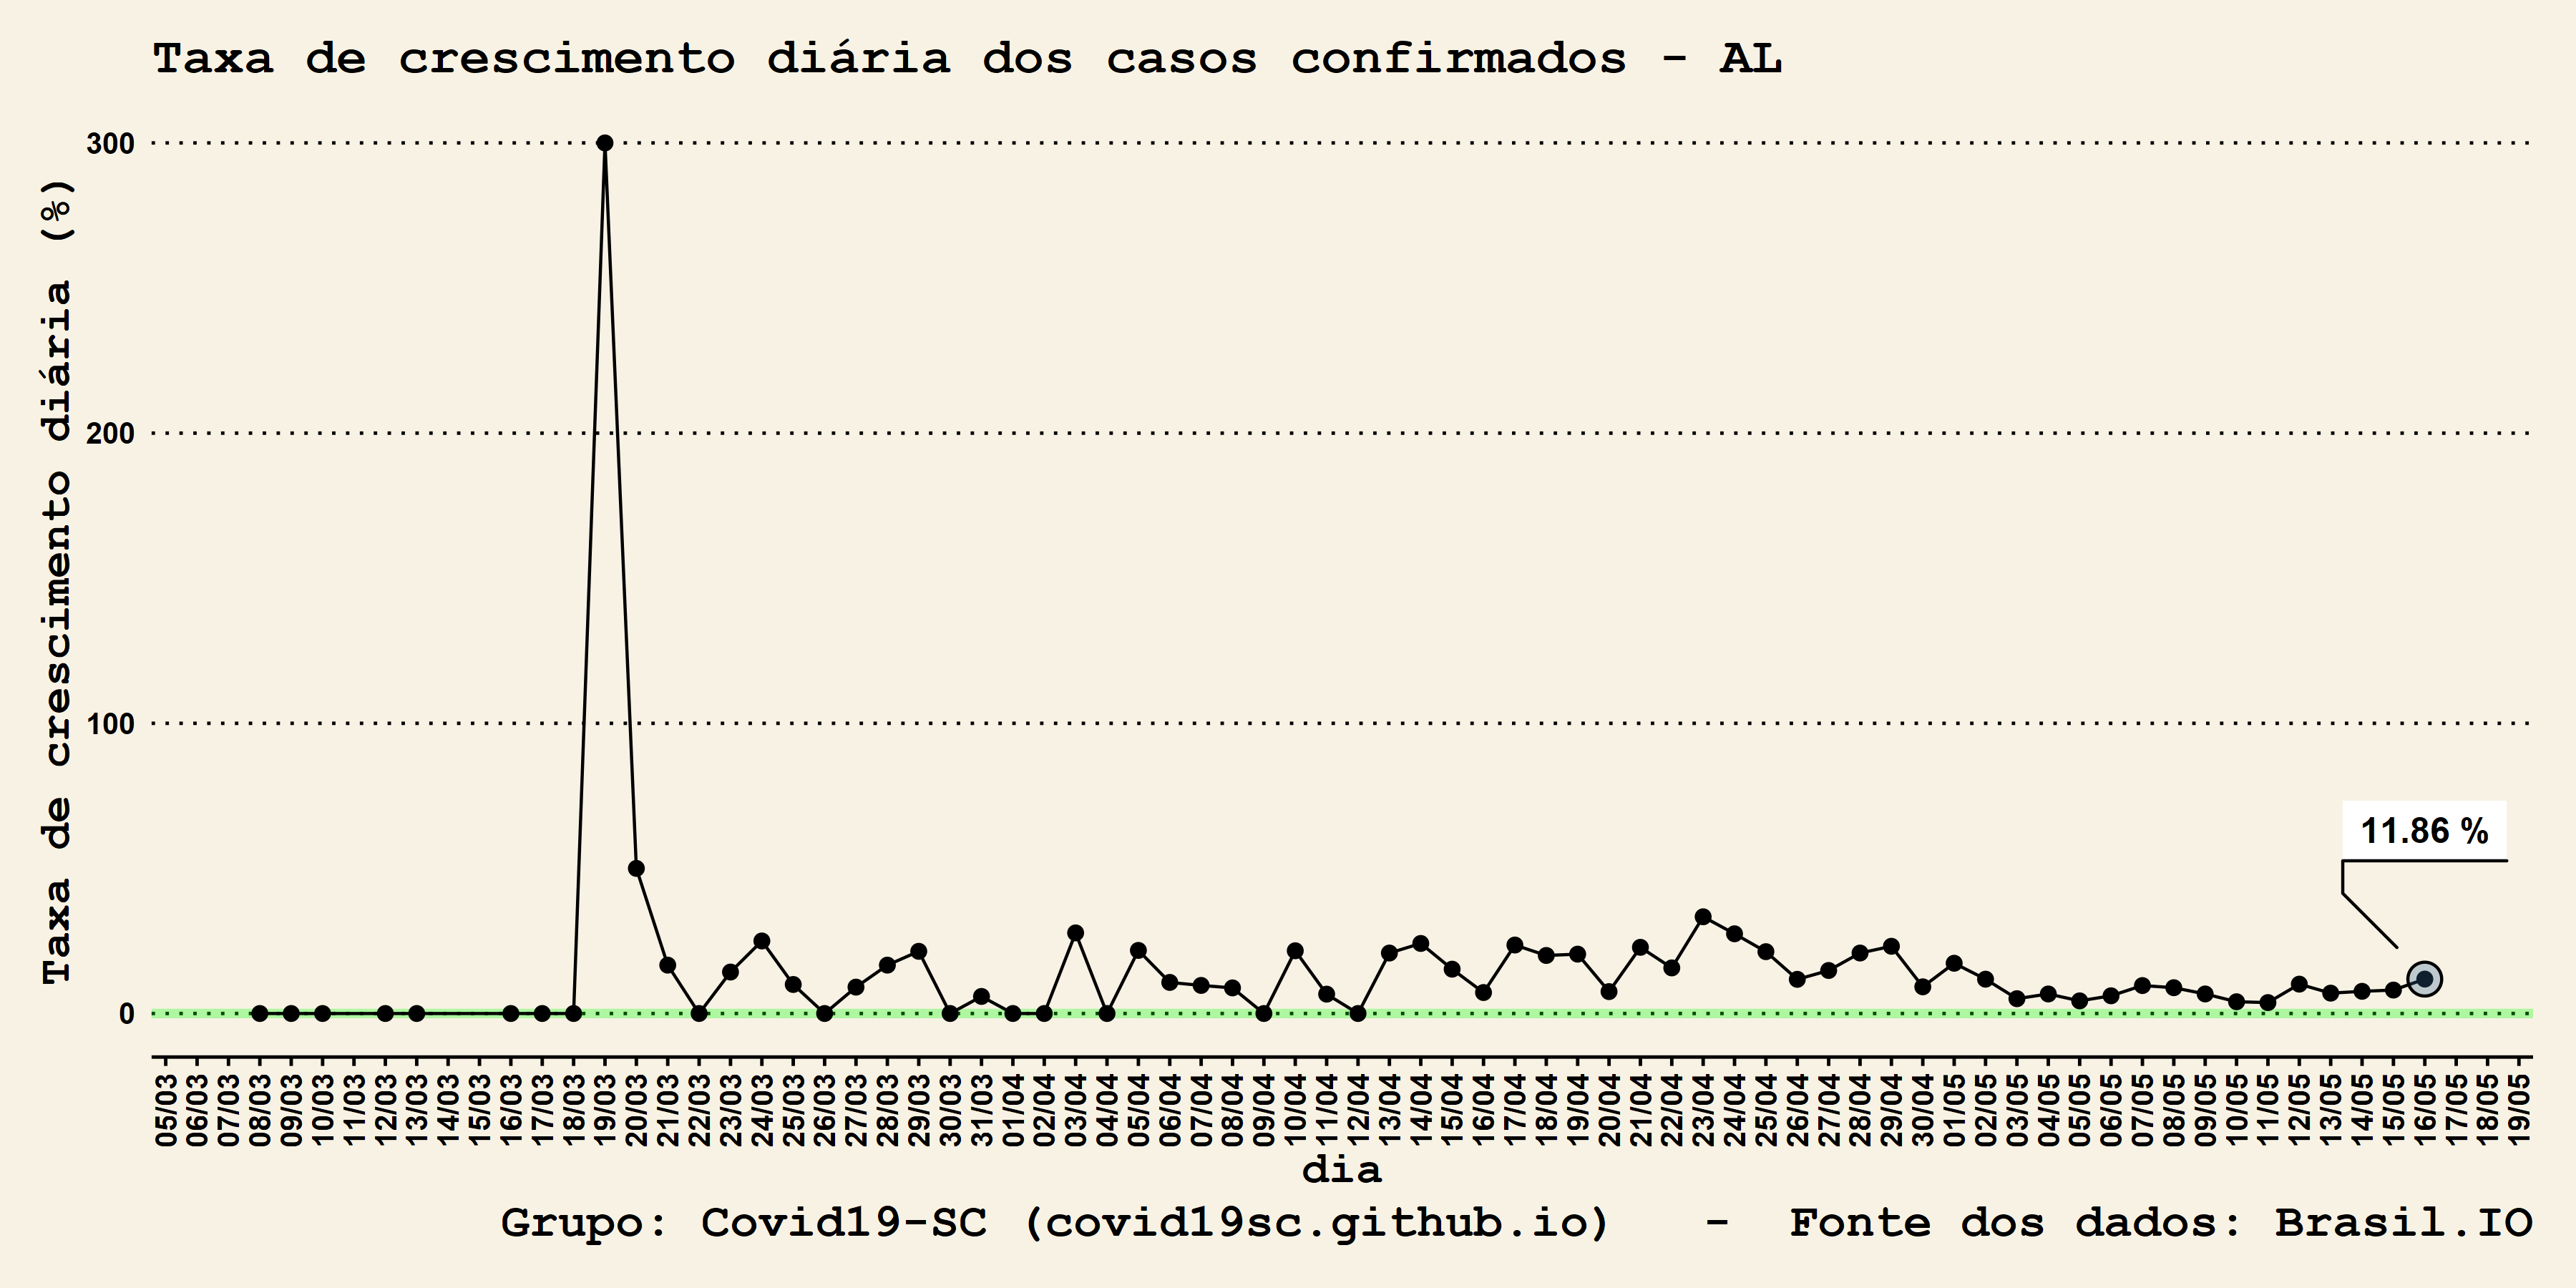 Taxa de crescimento diária dos casos confirmados - AL
Taxa de crescimento diária (%)
300
200
100
0
11.86 %
05/03 06/03 07/03 08/03 09/03 10/03 11/03 12/03 13/03 14/03 15/03 16/03 17/03 18/03 19/03 20/03 21/03 22/03 23/03 24/03 25/03 26/03 27/03 28/03 29/03 30/03 31/03 01/04 02/04 03/04 04/04 05/04 06/04 07/04 08/04 09/04 10/04 11/04 12/04 13/04 14/04 15/04 16/04 17/04 18/04 19/04 20/04 21/04 22/04 23/04 24/04 25/04 26/04 27/04 28/04 29/04 30/04 01/05 02/05 03/05 04/05 05/05 06/05 07/05 08/05 09/05 10/05 11/05 12/05 13/05 14/05 15/05 16/05 17/05 18/05 19/05
dia
Grupo: Covid19-SC (covid19sc.github.io) - Fonte dos dados: Brasil.IO